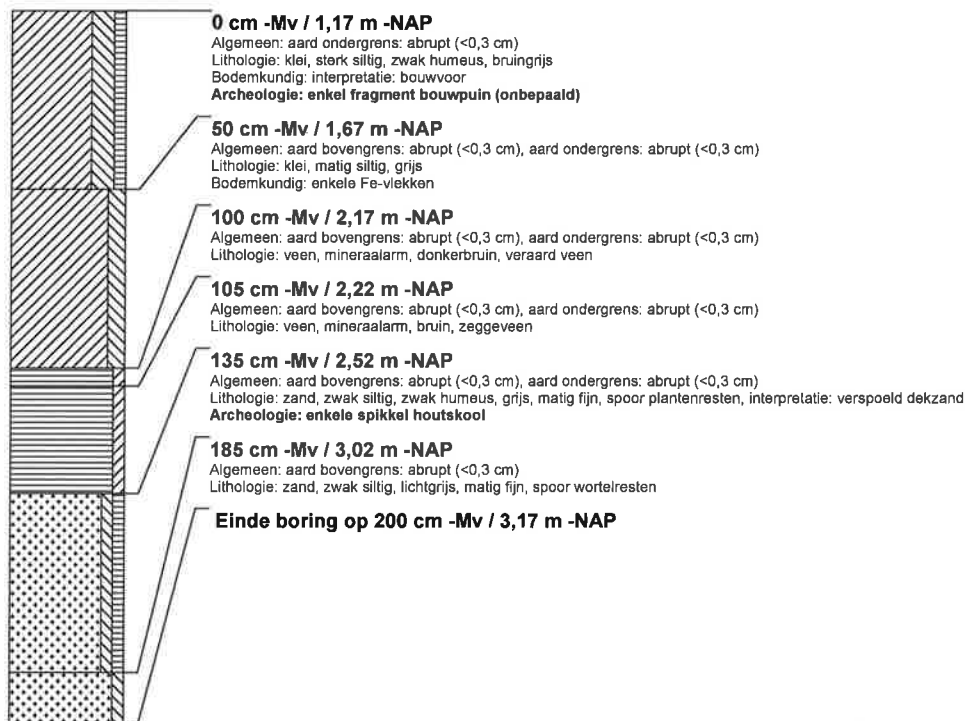 0 cm -Mv / 1,17 m -NAP
Algemeen: aard ondergrens: abrupt (<0,3 cm)
Lithologie: klei, sterk siltig, zwak humeus, bruingrijs
Bodemkundig: interpretatie: bouwvoor
Archeologie: enkel fragment bouwpuin (onbepaald)
50 cm -Mv / 1,67 m -NAP
Algemeen: aard bovengrens: abrupt (<0,3 cm), aard ondergrens: abrupt (<0,3 cm)
Lithologie: klei, matig siltig, grijs
Bodemkundig: enkele Fe-vlekken
100 cm -Mv / 2,17 m -NAP
Algemeen: aard bovengrens: abrupt (<0,3 cm), aard ondergrens: abrupt (<0,3 cm)
Lithologie: veen, mineraalarm, donkerbruin, veraard veen
105 cm -Mv / 2,22 m -NAP
Algemeen: aard bovengrens: abrupt (<0,3 cm), aard ondergrens: abrupt (<0,3 cm)
Lithologie: veen, mineraalarm, bruin, zeggeveen
135 cm -Mv / 2,52 m -NAP
Algemeen: aard bovengrens: abrupt (<0,3 cm), aard ondergrens: abrupt (<0,3 cm)
Lithologie: zand, zwak siltig, zwak humeus, grijs, matig fijn, spoor plantenresten, interpretatie: verspoeld dekzand
Archeologie: enkele spikkel houtskool
185 cm -Mv / 3,02 m -NAP
Algemeen: aard bovengrens: abrupt (<0,3 cm)
Lithologie: zand, zwak siltig, lichtgrijs, matig fijn, spoor wortelresten
Einde boring op 200 cm -Mv / 3,17 m -NAP